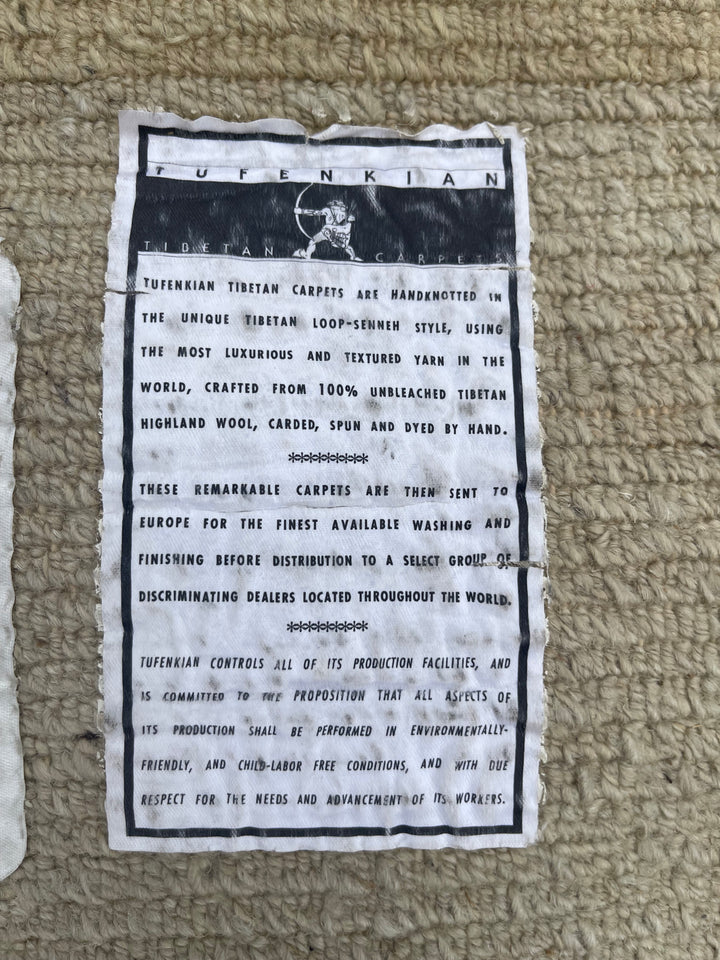 TUFENKIAN
TIBETAN CARPETS
TUFENKIAN TIBETAN CARPETS ARE HANDKNOTTED IN
THE UNIQUE TIBETAN LOOP-SENNEH STYLE, USING
THE MOST LUXURIOUS AND TEXTURED YARN IN THE
WORLD, CRAFTED FROM 100% UNBLEACHED TIBETAN
HIGHLAND WOOL, CARDED, SPUN AND DYED BY HAND.
THESE REMARKABLE CARPETS ARE THEN SENT TO
EUROPE FOR THE FINEST AVAILABLE WASHING AND
FINISHING BEFORE DISTRIBUTION TO A SELECT GROUP OF
DISCRIMINATING DEALERS LOCATED THROUGHOUT THE WORLD.
TUFENKIAN CONTROLS ALL OF ITS PRODUCTION FACILITIES, AND
IS COMMITTED TO THE PROPOSITION THAT ALL ASPECTS OF
ITS PRODUCTION SHALL BE PERFORMED IN ENVIRONMENTALLY-
FRIENDLY, AND CHILD-LABOR FREE CONDITIONS, AND WITH DUE
RESPECT FOR THE NEEDS AND ADVANCEMENT OF ITS WORKERS.